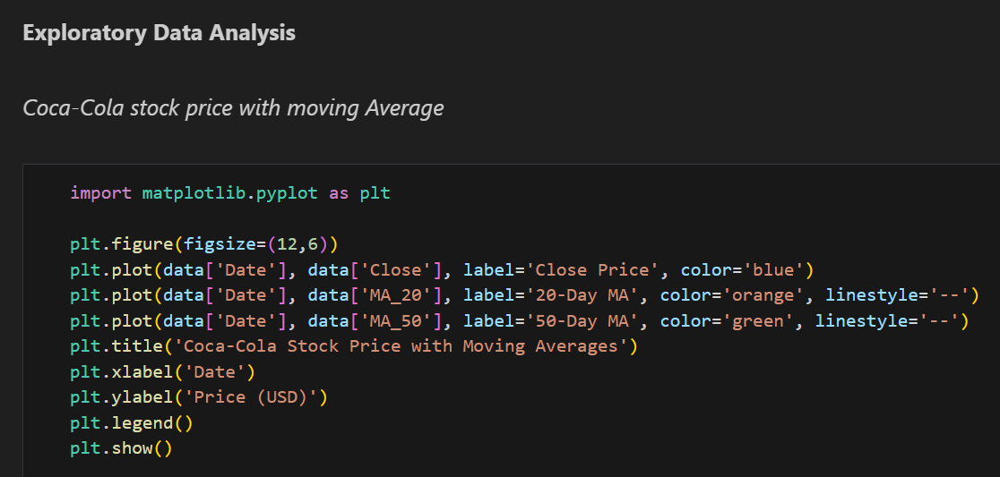 Exploratory Data Analysis
Coca-Cola stock price with moving Average
import matplotlib.pyplot as plt
plt.figure(figsize=(12,6))
plt.plot(data['Date'], data['Close'], label='Close Price', color='blue')
plt.plot(data['Date'], data['MA_20'], label='20-Day MA', color='orange', linestyle='--')
plt.plot(data['Date'], data['MA_50'], label='50-Day MA', color='green', linestyle='--')
plt.title('Coca-Cola Stock Price with Moving Averages')
plt.xlabel('Date')
plt.ylabel('Price (USD)')
plt.legend()
plt.show()